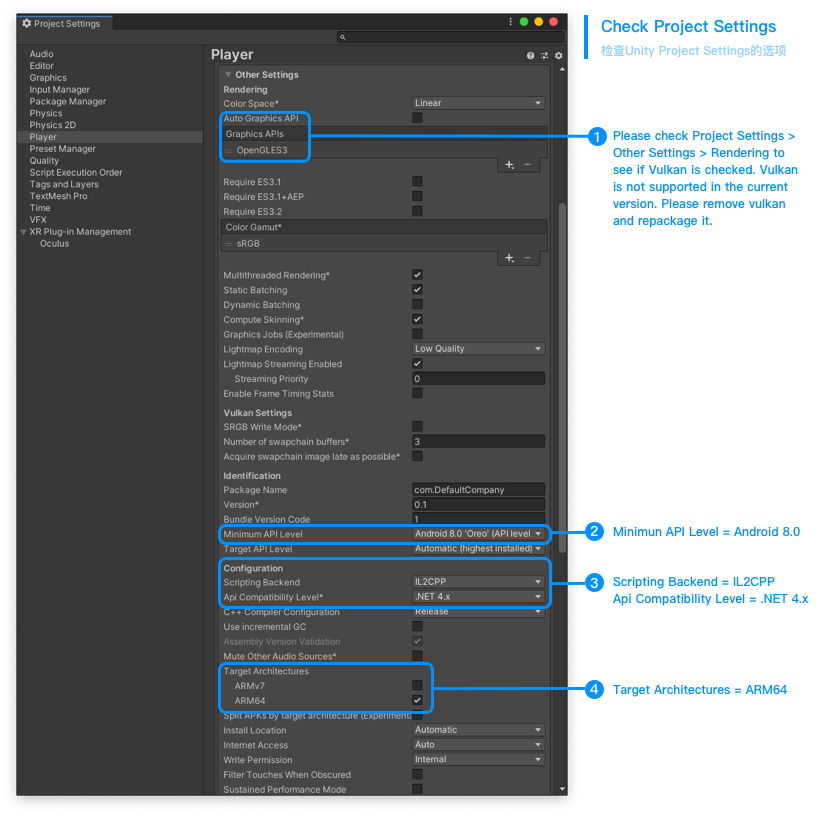 Project Settings
Audio
Editor
Graphics
Input Manager
Package Manager
Physics
Physics 2D
Player
Preset Manager
Quality
Script Execution Order
Tags and Layers
TextMesh Pro
Time
VFX
XR Plug-in Management
Oculus
Player
Other Settings
Rendering
Color Space* Linear
Auto Graphics API
Graphics APIs
OpenGLES3
Require ES3.1
Require ES3.1+AEP
Require ES3.2
Color Gamut*
sRGB
Multithreaded Rendering*
Static Batching
Dynamic Batching
Compute Skinning*
Graphics Jobs (Experimental)
Lightmap Encoding Low Quality
Lightmap Streaming Enabled
Streaming Priority 0
Enable Frame Timing Stats
Vulkan Settings
SRGB Write Mode*
Number of swapchain buffers* 3
Acquire swapchain image late as possible*
Identification
Package Name com.DefaultCompany
Version* 0.1
Bundle Version Code 1
Minimum API Level Android 8.0 'Oreo' (API level
Target API Level Automatic (highest installed)
Configuration
Scripting Backend IL2CPP
Api Compatibility Level* .NET 4.x
C++ Compiler Configuration Release
Use incremental GC
Assembly Version Validation
Mute Other Audio Sources*
Target Architectures
ARMv7
ARM64
Split APKs by target architecture (Experimenta
Install Location Automatic
Internet Access Auto
Write Permission Internal
Filter Touches When Obscured
Sustained Performance Mode
Check Project Settings
检查Unity Project Settings的选项
1 Please check Project Settings >
Other Settings > Rendering to
see if Vulkan is checked. Vulkan
is not supported in the current
version. Please remove vulkan
and repackage it.
2 Minimun API Level = Android 8.0
3 Scripting Backend = IL2CPP
Api Compatibility Level = .NET 4.x
4 Target Architectures = ARM64